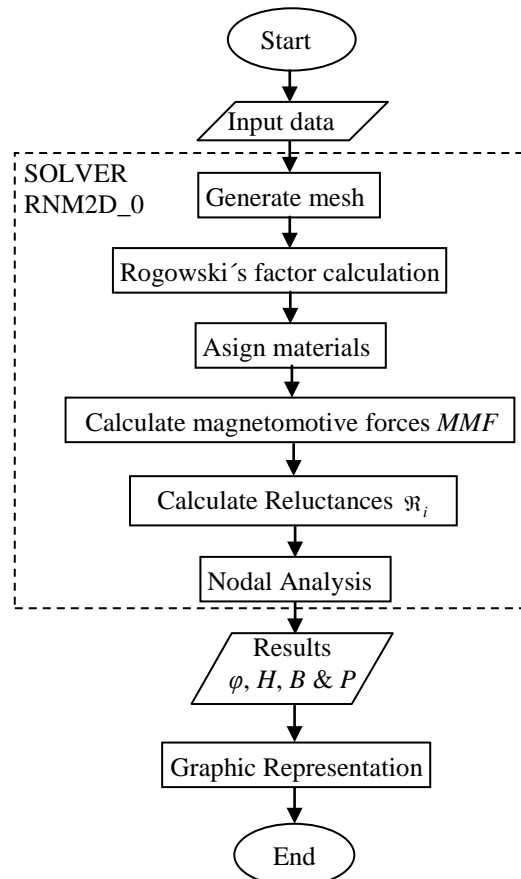 Start
Input data
SOLVER
RNM2D_0
Generate mesh
Rogowski´s factor calculation
Asign materials
Calculate magnetomotive forces MMF
Calculate Reluctances ℜi
Nodal Analysis
Results
φ, H, B & P
Graphic Representation
End